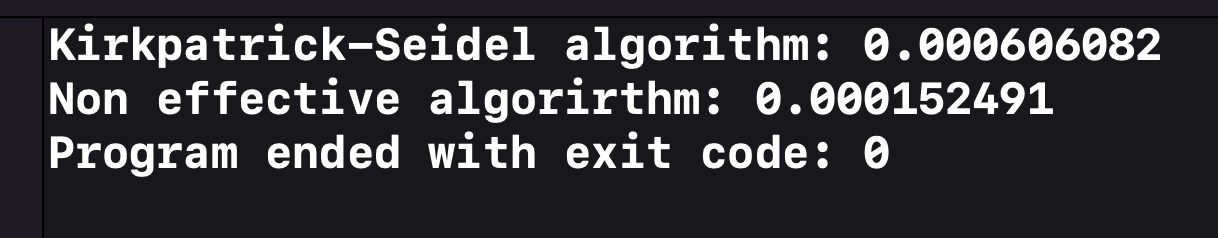 Kirkpatrick-Seidel algorithm: 0.000606082
Non effective algorirthm: 0.000152491
Program ended with exit code: 0